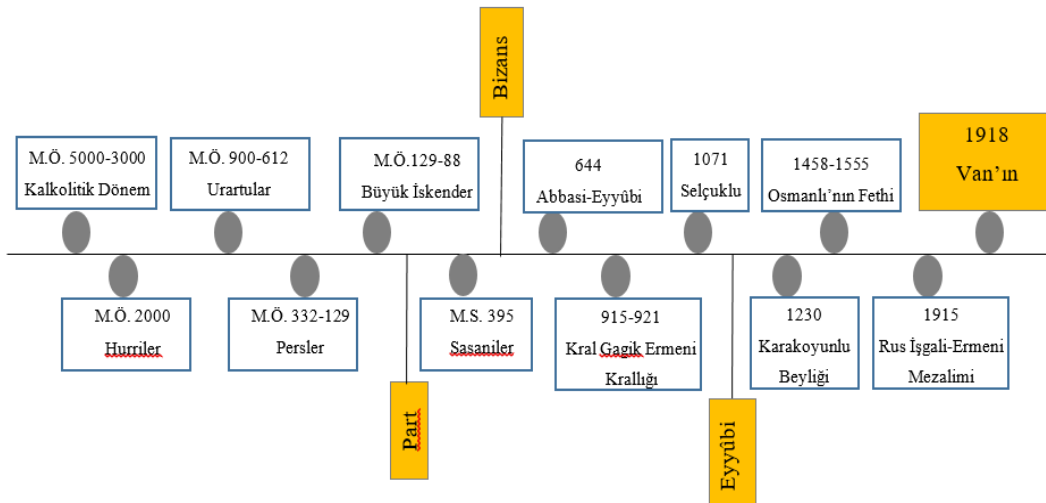 Bizans
M.Ö. 5000-3000
Kalkolitik Dönem
M.Ö. 900-612
Urartular
M.Ö.129-88
Büyük İskender
644
Abbasi-Eyyûbi
1071
Selçuklu
1458-1555
Osmanlı’nın Fethi
1918
Van’ın
M.Ö. 2000
Hurriler
M.Ö. 332-129
Persler
M.S. 395
Sasaniler
915-921
Kral Gagik Ermeni
Krallığı
1230
Karakoyunlu
Beyliği
1915
Rus İşgali-Ermeni
Mezalimi
Part
Eyyûbi